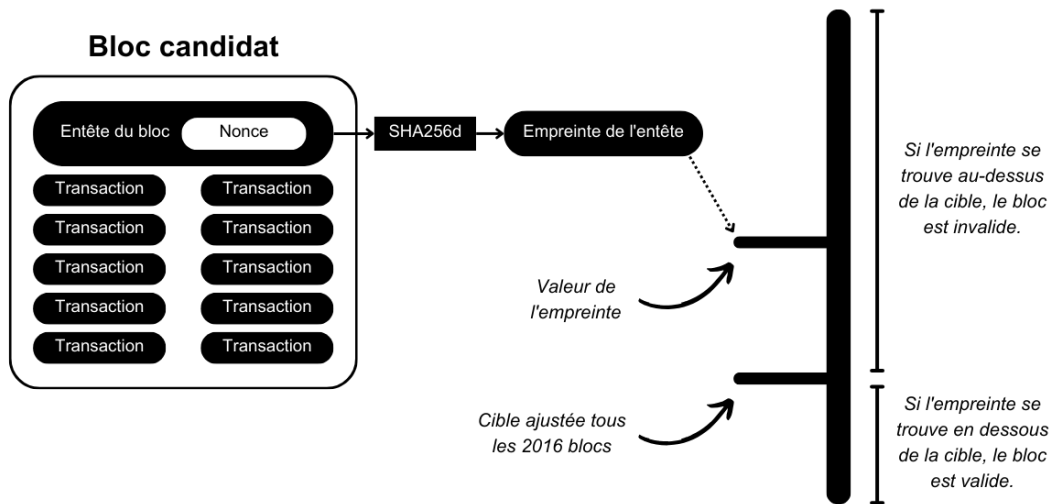 Bloc candidat
Entête du bloc
Nonce
SHA256d
Empreinte de l'entête
Transaction
Transaction
Transaction
Transaction
Transaction
Transaction
Transaction
Transaction
Transaction
Transaction
Valeur de
l'empreinte
Cible ajustée tous
les 2016 blocs
Si l'empreinte se
trouve au-dessus
de la cible, le bloc
est invalide.
Si l'empreinte se
trouve en dessous
de la cible, le bloc
est valide.